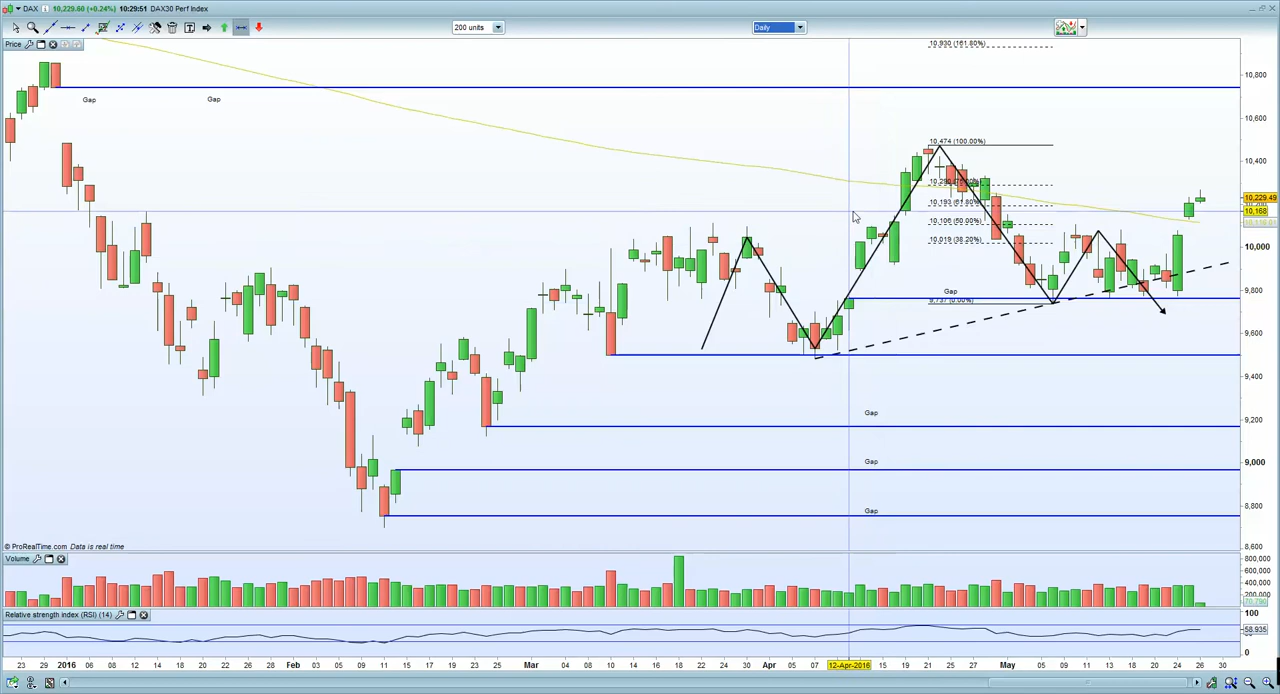 DAX 10,229.60 (+0.24%) 10:29:51 DAX30 Perf Index
200 units
Daily
Price
10,930 (161.80%)
10,800
Gap
Gap
10,600
10,474 (100.00%)
10,400
10,193 (61.80%)
10,229.49
10,168
10,106 (50.00%)
10,019 (38.20%)
10,000
Gap
9,800
9,737 (0.00%)
9,600
9,400
Gap
9,200
Gap
9,000
Gap
8,800
© ProRealTime.com Data is real time
8,600
Volume
800,000
600,000
400,000
200,000
70,790
Relative strength index (RSI) (14)
100
58.935
0
23 29 2016 06 08 12 14 18 20 22 26 28 Feb 03 05 09 11 15 17 19 23 25 Mar 04 08 10 14 16 18 22 24 30 Apr 05 07 12-Apr-2016 15 19 21 25 27 May 05 09 11 13 18 20 24 26 30